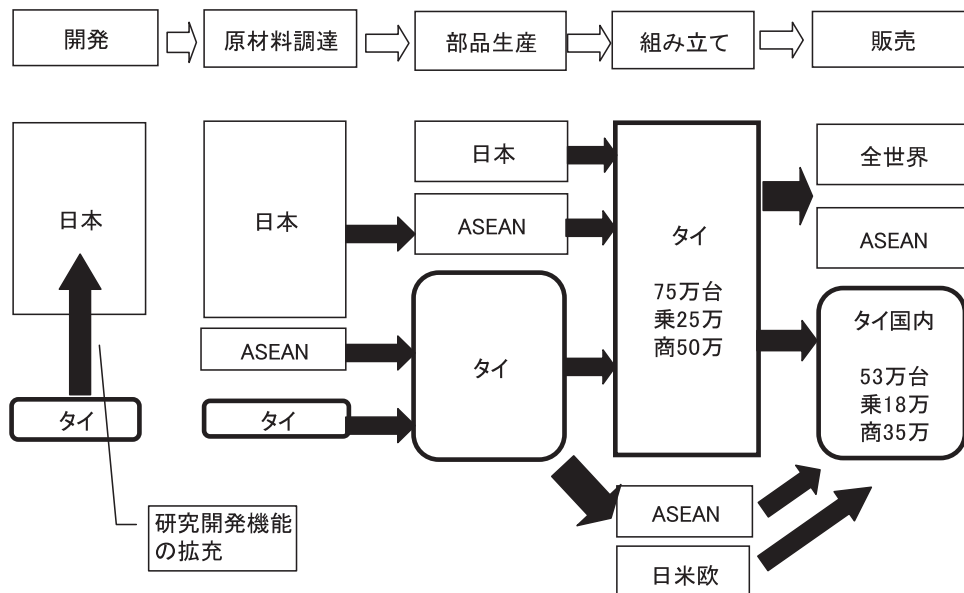 開発
原材料調達
部品生産
組み立て
販売
日本
日本
日本
ASEAN
タイ
75万台
乗25万
商50万
全世界
ASEAN
タイ国内
53万台
乗18万
商35万
ASEAN
タイ
タイ
タイ
ASEAN
日米欧
研究開発機能
の拡充